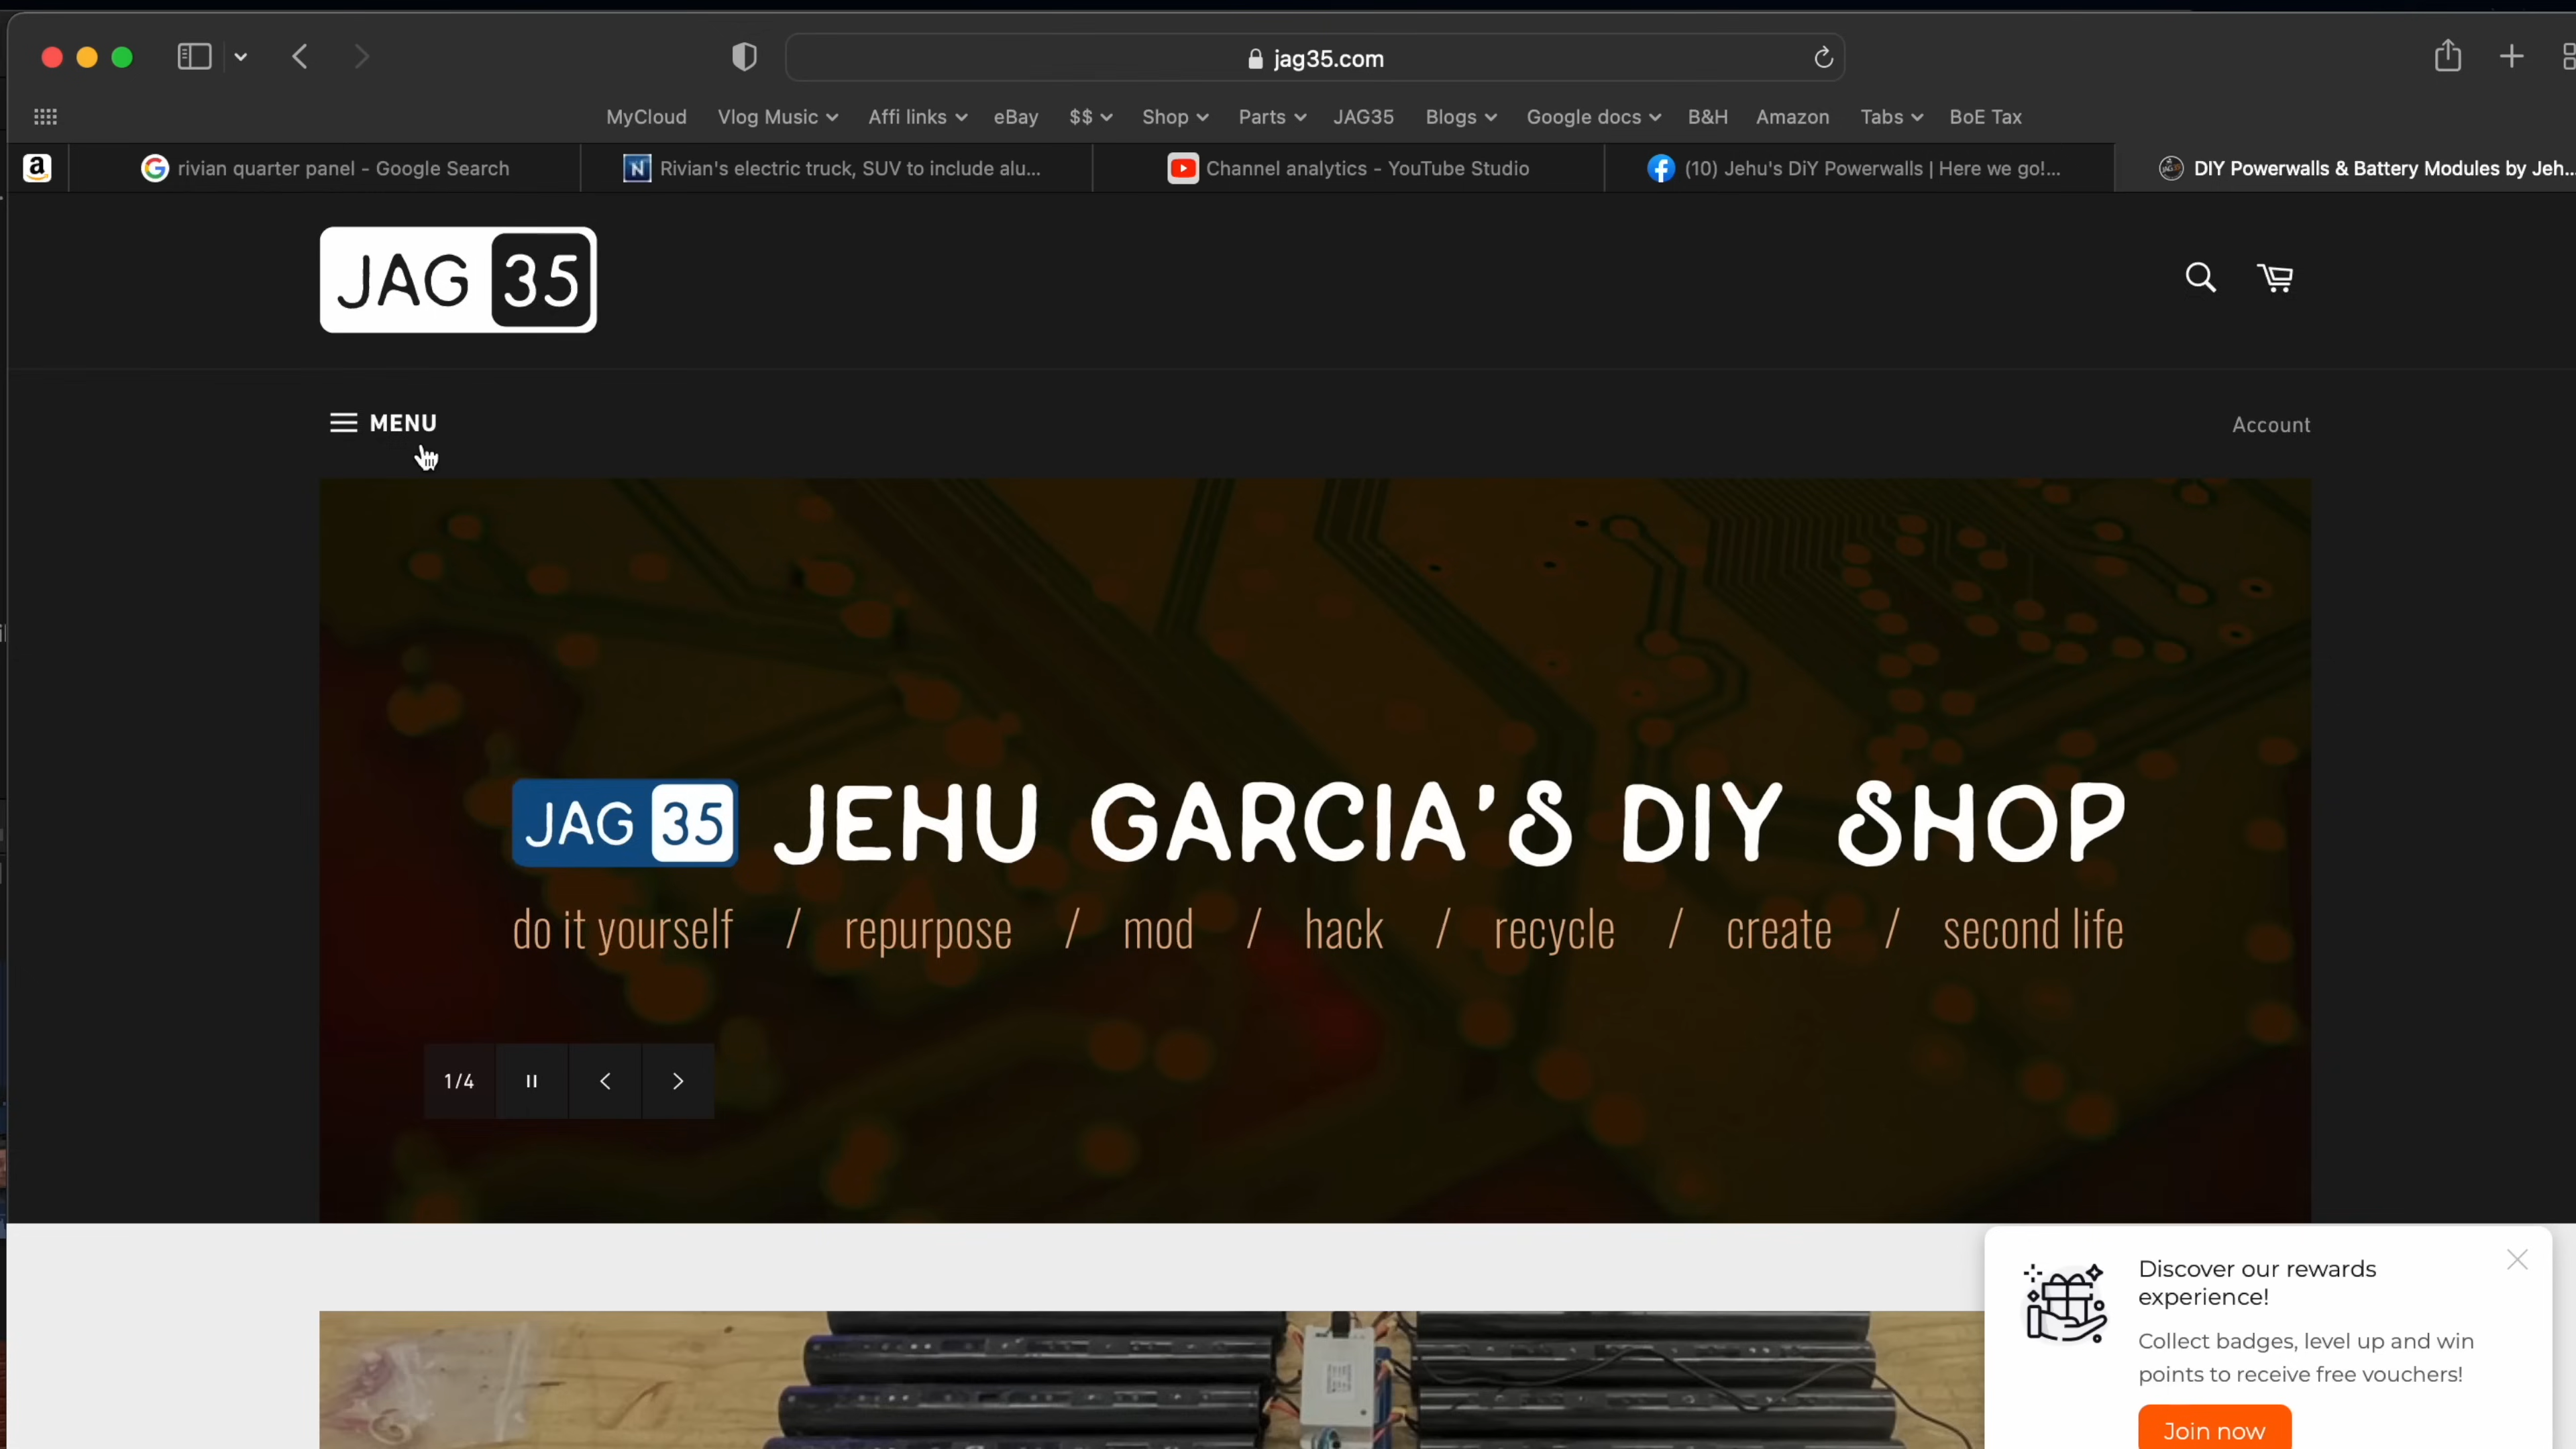 jag35.com
MyCloud Vlog Music Affi links eBay $$ Shop Parts JAG35 Blogs Google docs B&H Amazon Tabs BoE Tax
a rivian quarter panel - Google Search Rivian's electric truck, SUV to include alu... Channel analytics - YouTube Studio (10) Jehu's DiY Powerwalls | Here we go!... DIY Powerwalls & Battery Modules by Jeh...
JAG 35
MENU
Account
JAG 35 JEHU GARCIA'S DIY SHOP
do it yourself / repurpose / mod / hack / recycle / create / second life
1/4
Discover our rewards
experience!
Collect badges, level up and win
points to receive free vouchers!
Join now